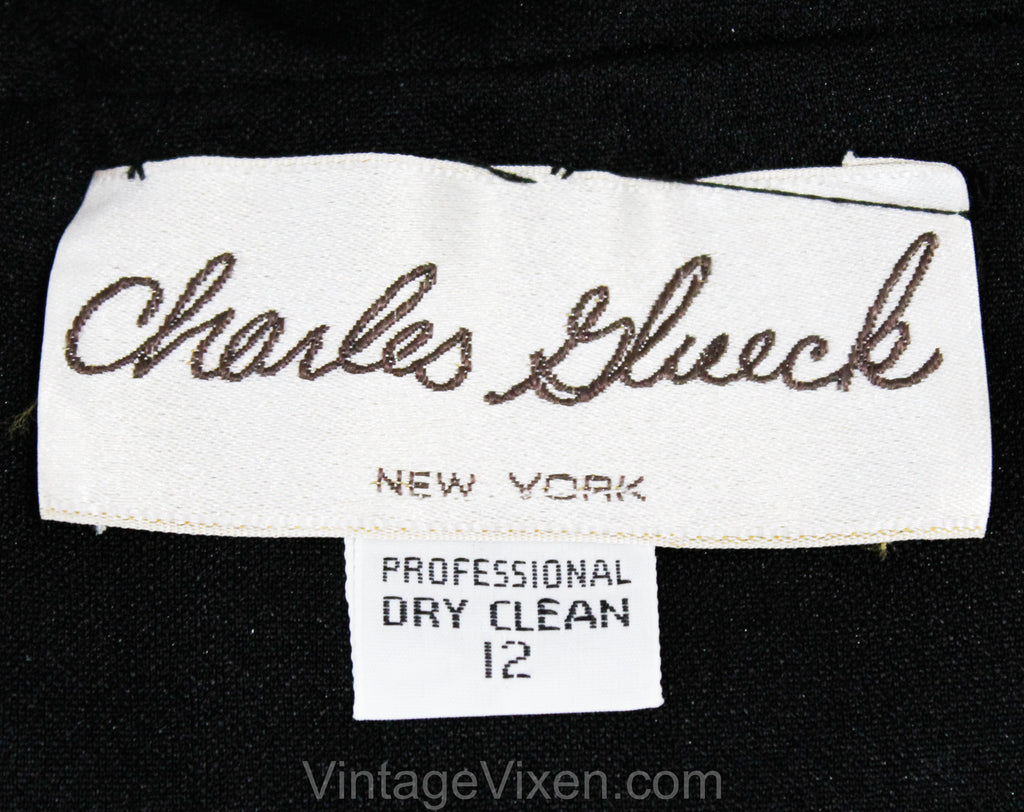 Charles Glueck
NEW YORK
PROFESSIONAL
DRY CLEAN
12
VintageVixen.com